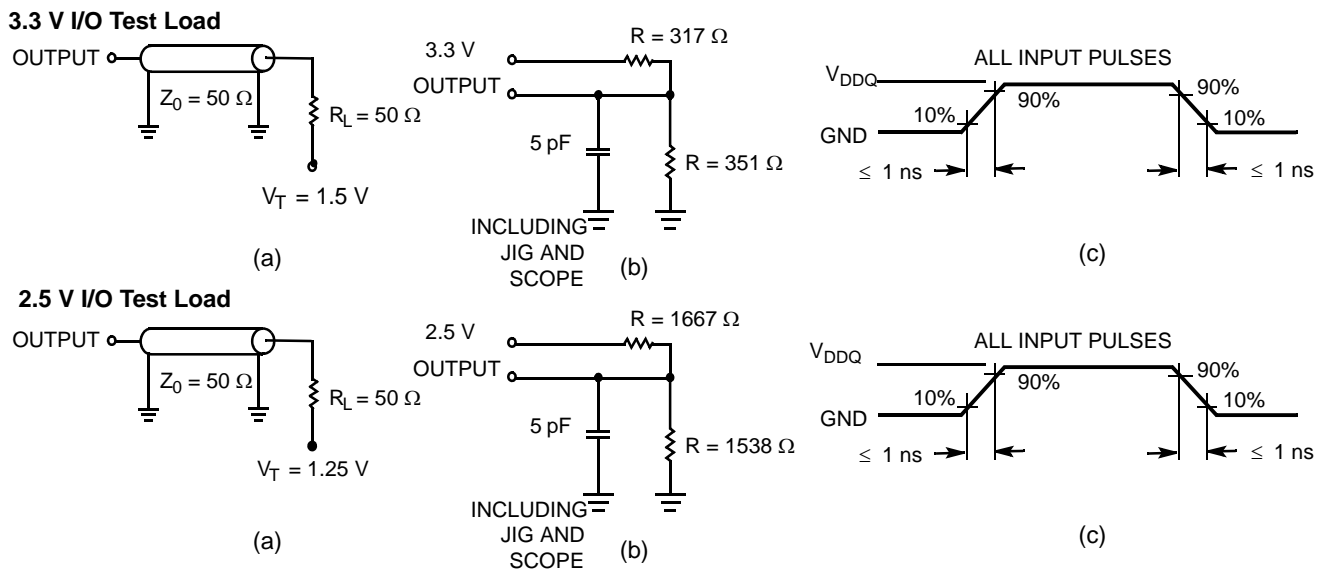 3.3 V I/O Test Load
OUTPUT
Z0 = 50 Ω
RL = 50 Ω
VT = 1.5 V
(a)
3.3 V
OUTPUT
R = 317 Ω
5 pF
R = 351 Ω
INCLUDING
JIG AND
SCOPE
(b)
ALL INPUT PULSES
VDDQ
GND
10%
90%
90%
10%
≤ 1 ns
≤ 1 ns
(c)
2.5 V I/O Test Load
OUTPUT
Z0 = 50 Ω
RL = 50 Ω
VT = 1.25 V
(a)
2.5 V
OUTPUT
R = 1667 Ω
5 pF
R = 1538 Ω
INCLUDING
JIG AND
SCOPE
(b)
ALL INPUT PULSES
VDDQ
GND
10%
90%
90%
10%
≤ 1 ns
≤ 1 ns
(c)